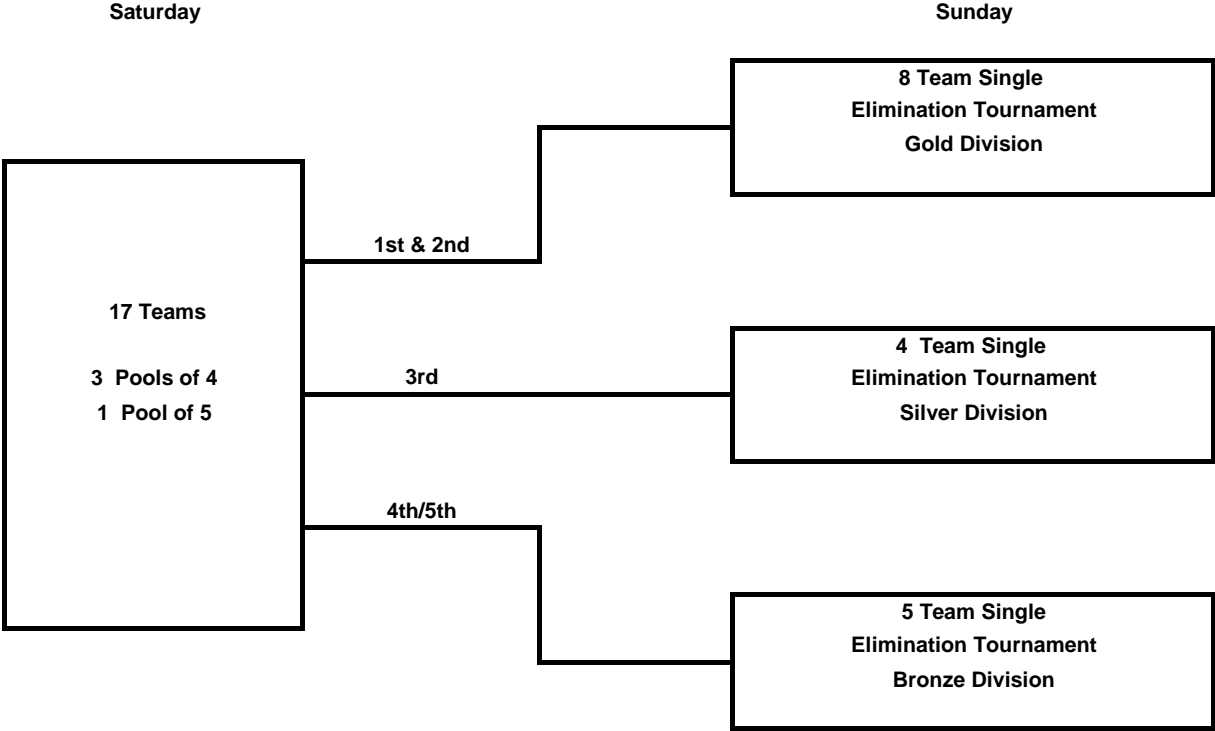 Saturday
Sunday
8 Team Single
Elimination Tournament
Gold Division
1st & 2nd
17 Teams
3 Pools of 4
1 Pool of 5
3rd
4 Team Single
Elimination Tournament
Silver Division
4th/5th
5 Team Single
Elimination Tournament
Bronze Division